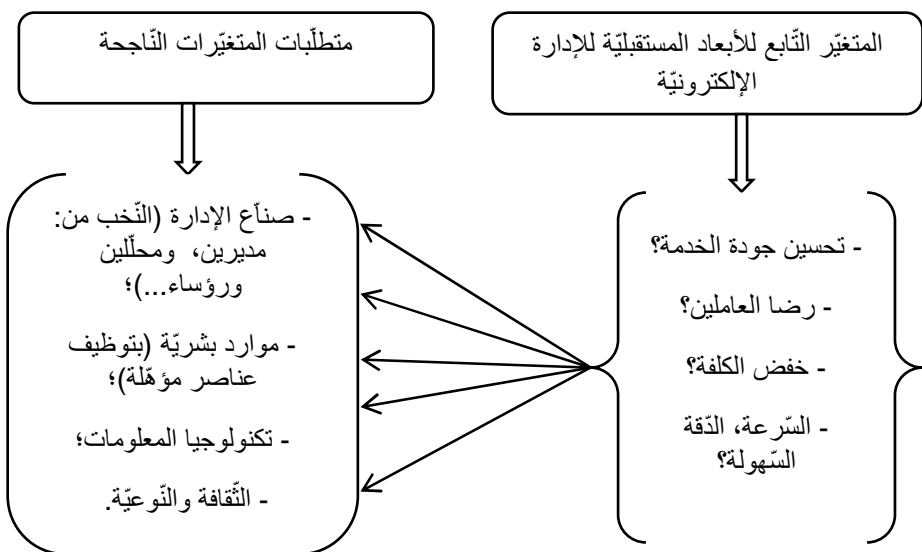 المتغيّر التّابع للأبعاد المستقبليّة للإدارة
الإلكترونيّة
- تحسين جودة الخدمة؟
- رضا العاملين؟
- خفض الكلفة؟
- السّرعة، الدّقة
السّهولة؟
متطلّبات المتغيّرات النّاجحة
- صنّاع الإدارة (النّخب من:
مديرين، ومحلّلين
ورؤساء...)؛
- موارد بشريّة (بتوظيف
عناصر مؤهّلة)؛
- تكنولوجيا المعلومات؛
- الثّقافة والنّوعيّة.